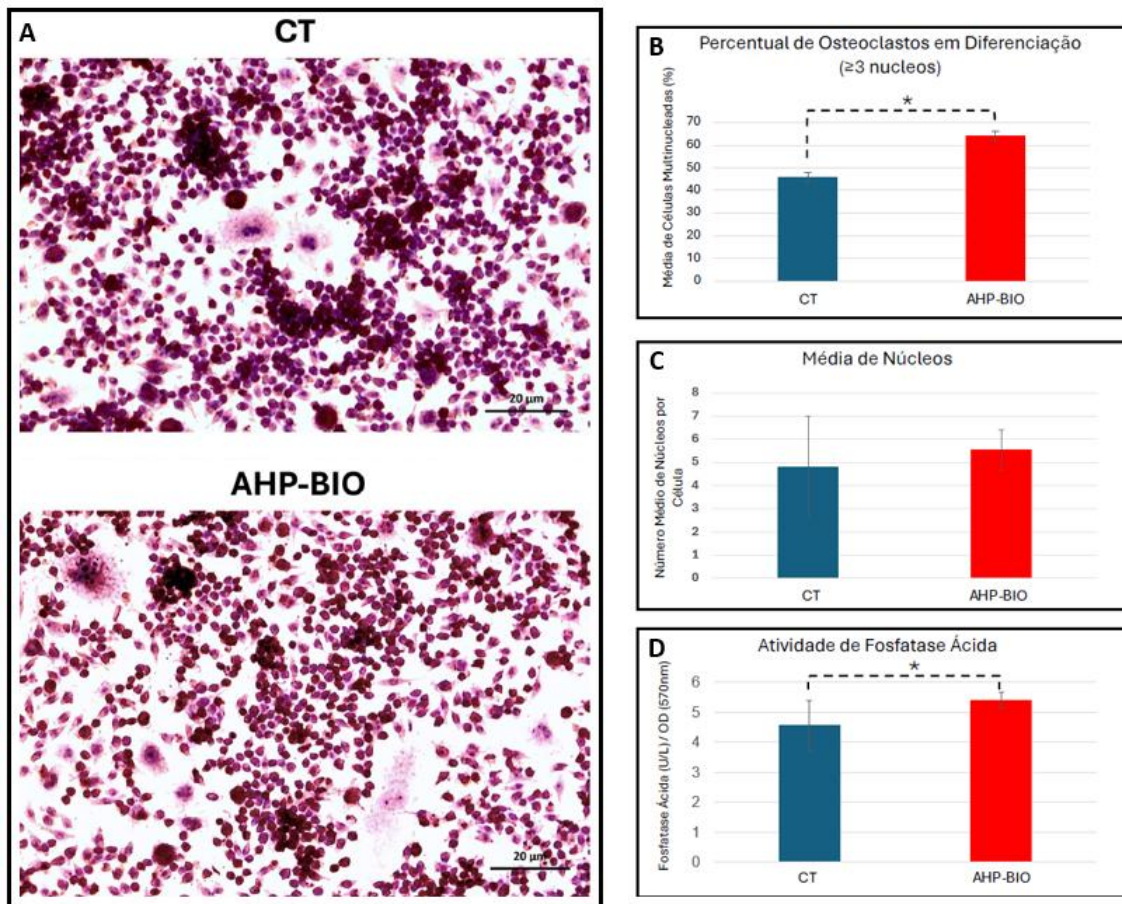 A
CT
20 µm
AHP-BIO
20 µm
B
Percentual de Osteoclastos em Diferenciação
(≥3 nucleos)
Média de Células Multinucleadas (%)
*
70
60
50
40
30
20
10
0
CT
AHP-BIO
C
Média de Núcleos
Número Médio de Núcleos por
Célula
8
7
6
5
4
3
2
1
0
CT
AHP-BIO
D
Atividade de Fosfatase Ácida
Fosfatase Ácida (U/L) / OD (570nm)
*
6
5
4
3
2
1
0
CT
AHP-BIO